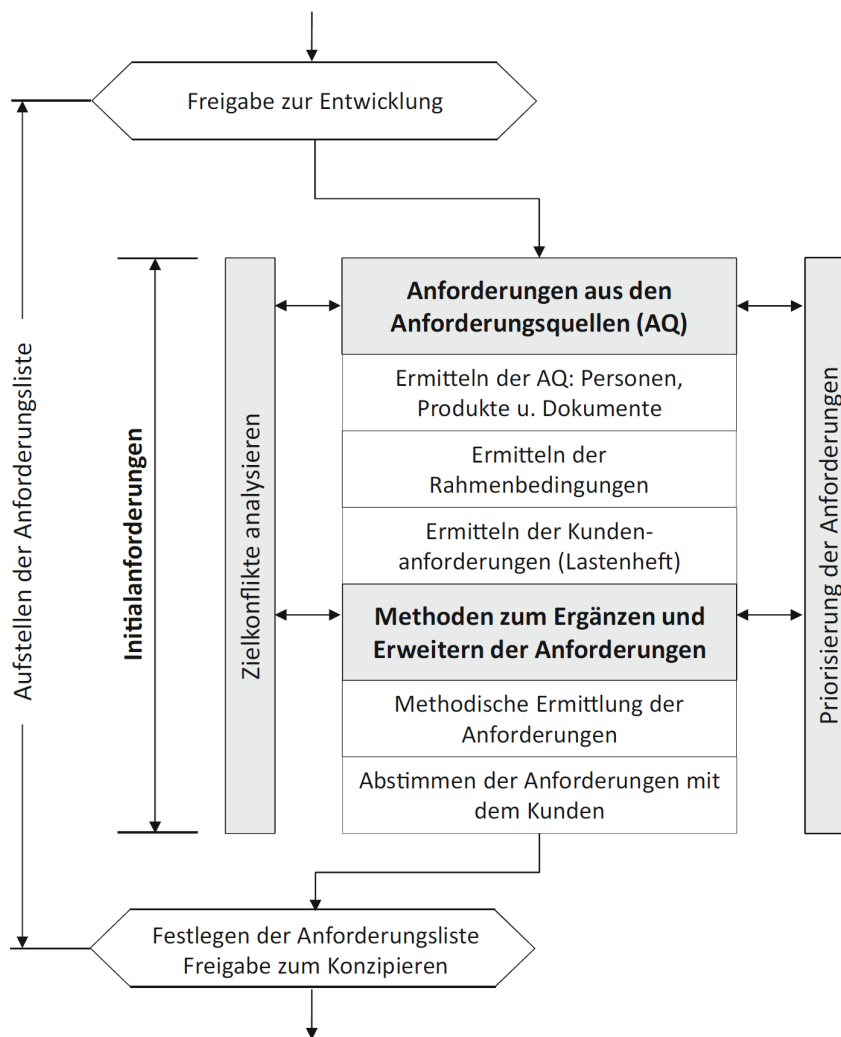 Freigabe zur Entwicklung
Aufstellen der Anforderungsliste
Initialanforderungen
Zielkonflikte analysieren
Anforderungen aus den
Anforderungsquellen (AQ)
Ermitteln der AQ: Personen,
Produkte u. Dokumente
Ermitteln der
Rahmenbedingungen
Ermitteln der Kunden-
anforderungen (Lastenheft)
Methoden zum Ergänzen und
Erweitern der Anforderungen
Methodische Ermittlung der
Anforderungen
Abstimmen der Anforderungen mit
dem Kunden
Priorisierung der Anforderungen
Festlegen der Anforderungsliste
Freigabe zum Konzipieren